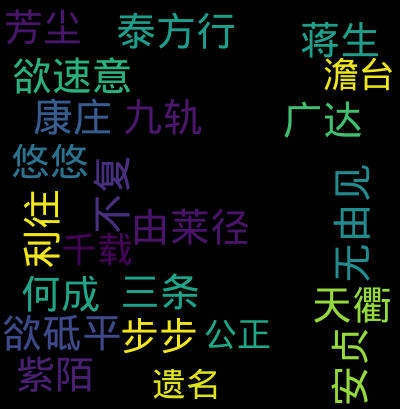 芳尘
泰方行
蒋生
欲速意
澹台
康庄
九轨
广达
悠悠
不复
无由见
利往
由莱径
千载
何成
三条
天衢
欲砥平
步步
公正
安贞
紫陌
遗名